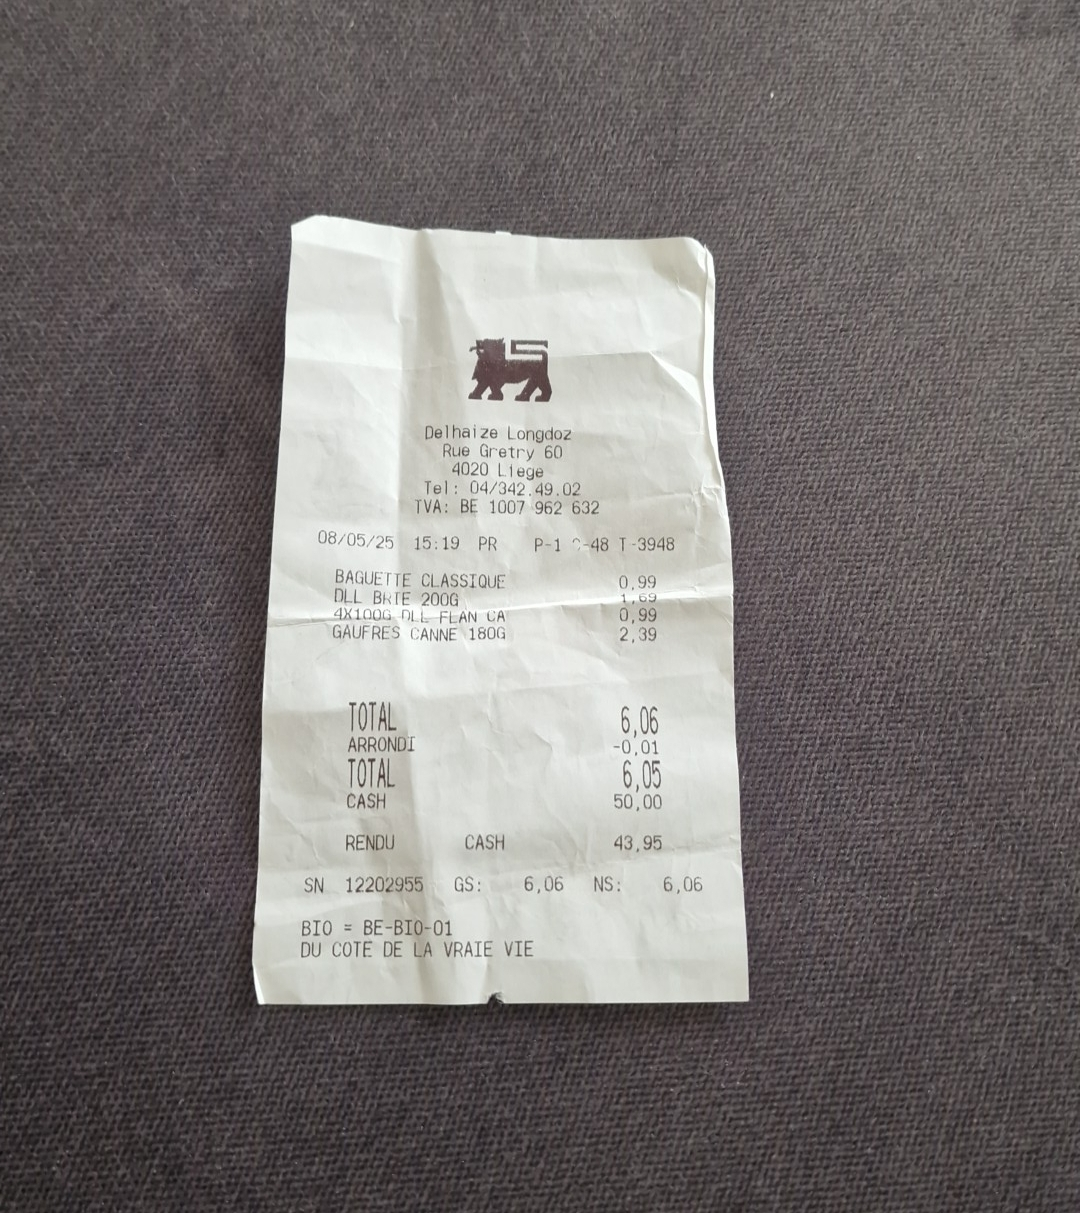 Delhaize Longdoz
Rue Gretry 60
4020 Liege
Tel: 04/342.49.02
TVA: BE 1007 962 632
08/05/25 15:19 PR P-1 T-3948
BAGUETTE CLASSIQUE 0,99
DLL BRIE 200G 1,69
4X100G DLL FLAN CA 0,99
GAUFRES CANNE 180G 2,39
TOTAL 6,06
ARRONDI -0,01
TOTAL 6,05
CASH 50,00
RENDU CASH 43,95
SN 12202955 GS: 6,06 NS: 6,06
BIO = BE-BIO-01
DU COTE DE LA VRAIE VIE